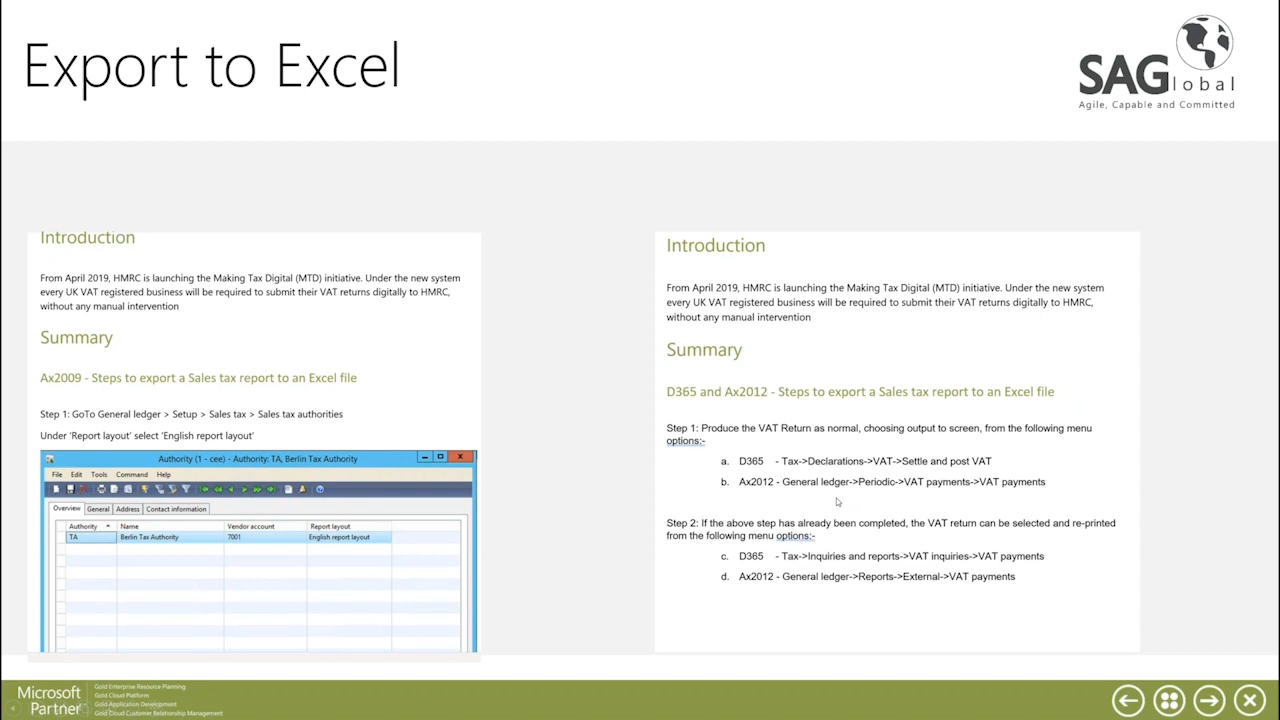 Export to Excel
SAGlobal
Agile, Capable and Committed
Introduction
From April 2019, HMRC is launching the Making Tax Digital (MTD) initiative. Under the new system
every UK VAT registered business will be required to submit their VAT returns digitally to HMRC,
without any manual intervention
Summary
Ax2009 - Steps to export a Sales tax report to an Excel file
Step 1: GoTo General ledger > Setup > Sales tax > Sales tax authorities
Under 'Report layout' select 'English report layout'
Authority (1 - cee) - Authority: TA, Berlin Tax Authority
File Edit Tools Command Help
Overview General Address Contact information
Authority Name Vendor account Report layout
TA Berlin Tax Authority 7001 English report layout
Introduction
From April 2019, HMRC is launching the Making Tax Digital (MTD) initiative. Under the new system
every UK VAT registered business will be required to submit their VAT returns digitally to HMRC,
without any manual intervention
Summary
D365 and Ax2012 - Steps to export a Sales tax report to an Excel file
Step 1: Produce the VAT Return as normal, choosing output to screen, from the following menu
options:-
a. D365 - Tax->Declarations->VAT->Settle and post VAT
b. Ax2012 - General ledger->Periodic->VAT payments->VAT payments
Step 2: If the above step has already been completed, the VAT return can be selected and re-printed
from the following menu options:-
c. D365 - Tax->Inquiries and reports->VAT inquiries->VAT payments
d. Ax2012 - General ledger->Reports->External->VAT payments
Microsoft
Partner
Gold Enterprise Resource Planning
Gold Cloud Platform
Gold Application Development
Gold Cloud Customer Relationship Management